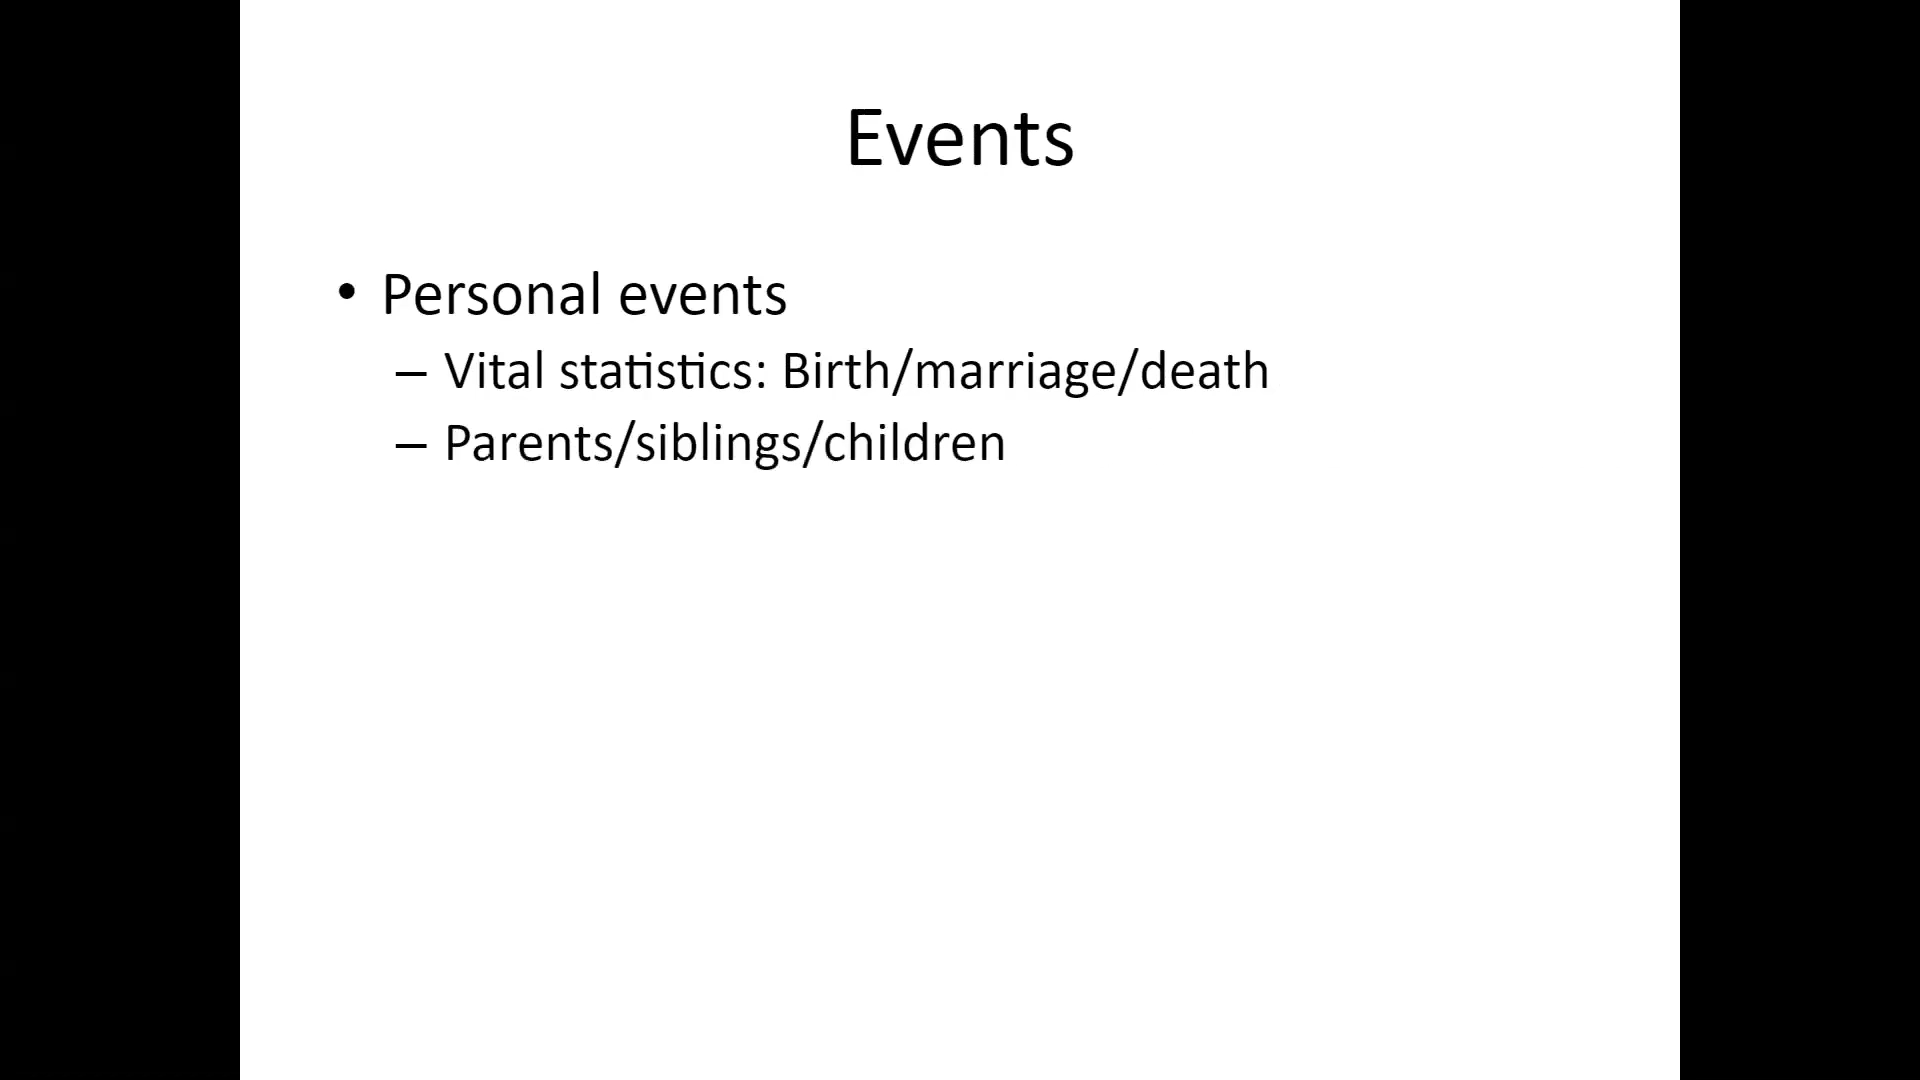 Events
• Personal events
– Vital statistics: Birth/marriage/death
– Parents/siblings/children